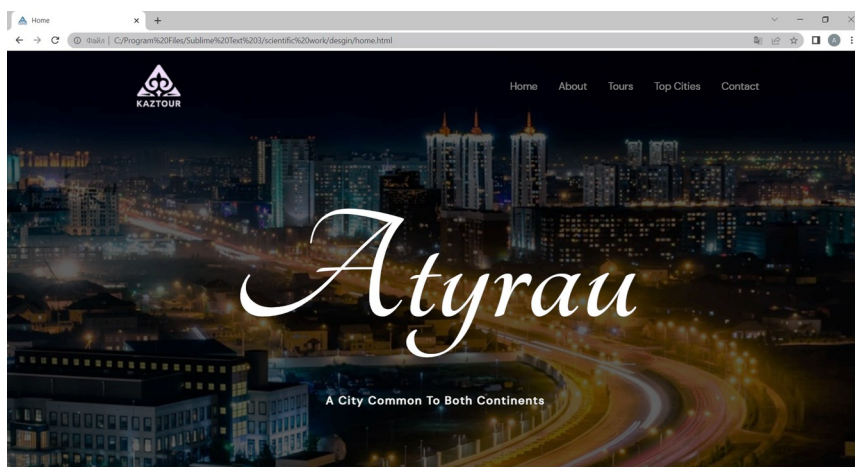 Home
Файл | C:/Program%20Files/Sublime%20Text%203/scientific%20work/desgin/home.html
A
KAZTOUR
Home About Tours Top Cities Contact
Atyrau
A City Common To Both Continents